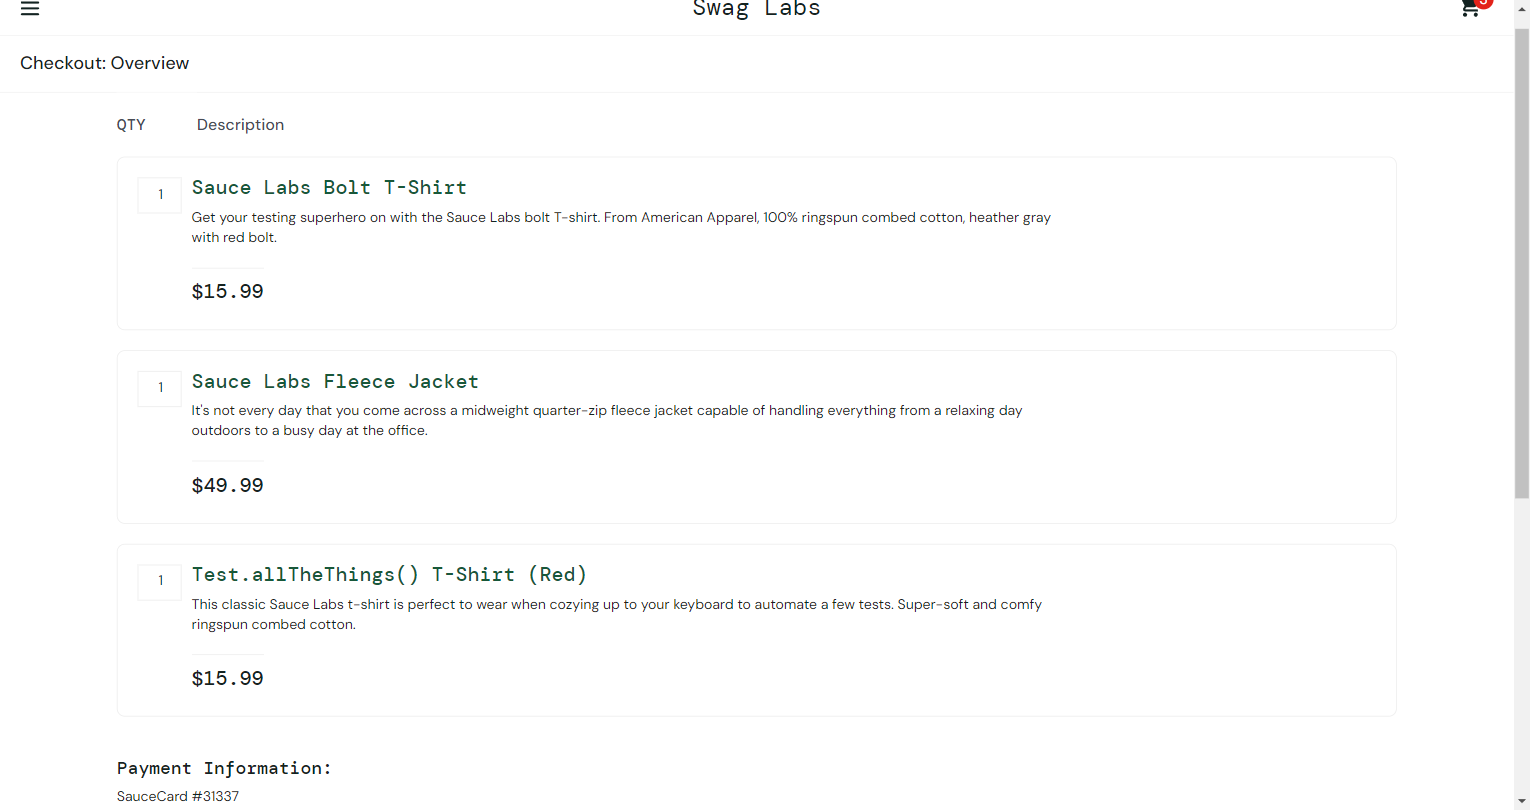 Swag Labs
Checkout: Overview
QTY Description
1 Sauce Labs Bolt T-Shirt
Get your testing superhero on with the Sauce Labs bolt T-shirt. From American Apparel, 100% ringspun combed cotton, heather gray
with red bolt.
$15.99
1 Sauce Labs Fleece Jacket
It's not every day that you come across a midweight quarter-zip fleece jacket capable of handling everything from a relaxing day
outdoors to a busy day at the office.
$49.99
1 Test.allTheThings() T-Shirt (Red)
This classic Sauce Labs t-shirt is perfect to wear when cozying up to your keyboard to automate a few tests. Super-soft and comfy
ringspun combed cotton.
$15.99
Payment Information:
SauceCard #31337